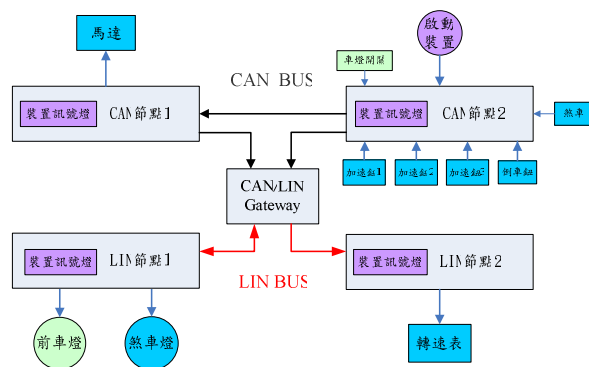 馬達
啟動
裝置
車燈開關
CAN BUS
裝置訊號燈 CAN節點1
裝置訊號燈 CAN節點2
煞車
加速鈕1
加速鈕2
加速鈕3
倒車鈕
CAN/LIN
Gateway
裝置訊號燈 LIN節點1
裝置訊號燈 LIN節點2
LIN BUS
前車燈
煞車燈
轉速表